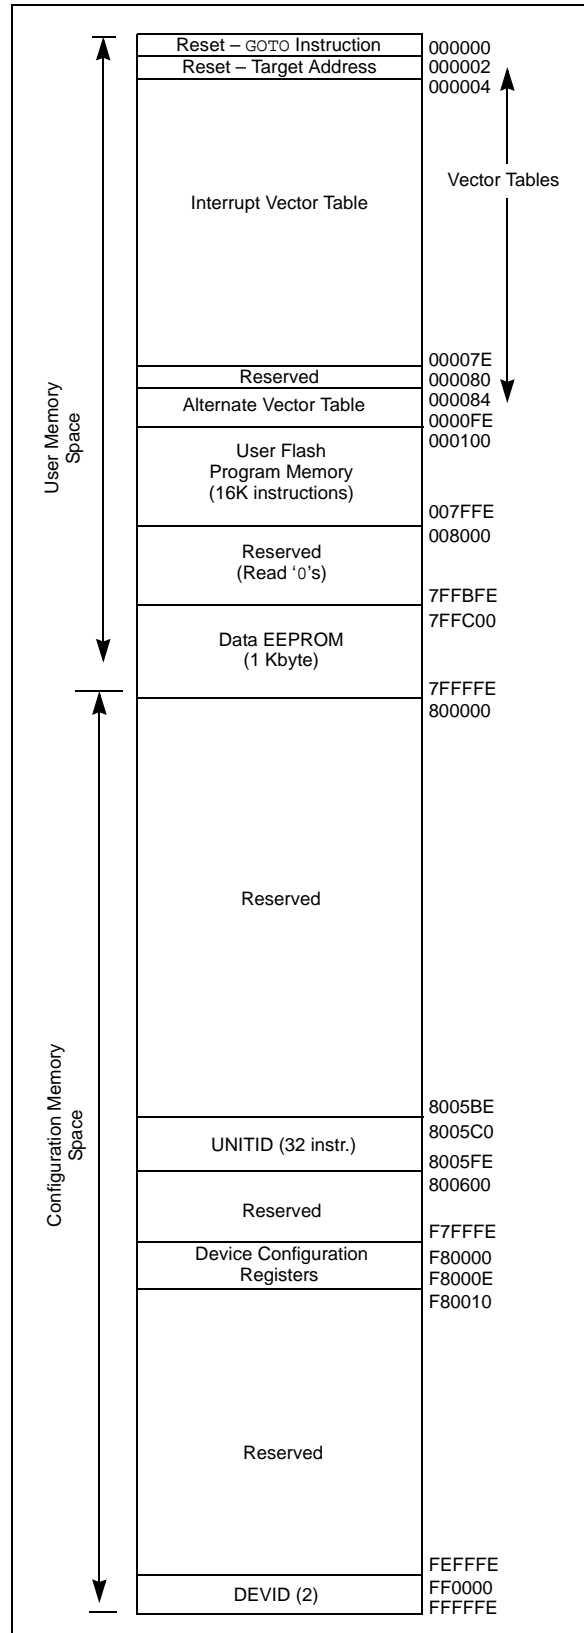 Reset – GOTO Instruction
000000
Reset – Target Address
000002
000004
Interrupt Vector Table
Vector Tables
00007E
Reserved
000080
Alternate Vector Table
000084
0000FE
User Memory
Space
User Flash
Program Memory
(16K instructions)
000100
007FFE
008000
Reserved
(Read ‘0’s)
7FFBFE
7FFC00
Data EEPROM
(1 Kbyte)
7FFFFE
800000
Reserved
Configuration Memory
Space
8005BE
UNITID (32 instr.)
8005C0
8005FE
800600
Reserved
F7FFFE
Device Configuration
Registers
F80000
F8000E
F80010
Reserved
FEFFFE
DEVID (2)
FF0000
FFFFFE